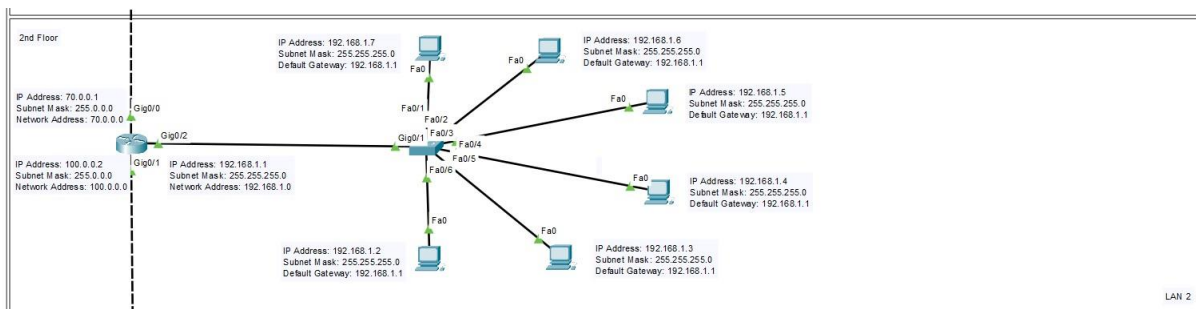 2nd Floor
IP Address: 192.168.1.7
Subnet Mask: 255.255.255.0
Default Gateway: 192.168.1.1
Fa0
IP Address: 192.168.1.6
Subnet Mask: 255.255.255.0
Default Gateway: 192.168.1.1
Fa0
IP Address: 70.0.0.1
Subnet Mask: 255.0.0.0
Network Address: 70.0.0.0
Gig0/0
Fa0
IP Address: 192.168.1.5
Subnet Mask: 255.255.255.0
Default Gateway: 192.168.1.1
Fa0/1
Fa0/2
Fa0/3
Fa0/4
Fa0/5
Fa0/6
Gig0/2
Gig0/1
IP Address: 100.0.0.2
Subnet Mask: 255.0.0.0
Network Address: 100.0.0.0
Gig0/1
IP Address: 192.168.1.1
Subnet Mask: 255.255.255.0
Network Address: 192.168.1.0
Fa0
IP Address: 192.168.1.4
Subnet Mask: 255.255.255.0
Default Gateway: 192.168.1.1
Fa0
IP Address: 192.168.1.2
Subnet Mask: 255.255.255.0
Default Gateway: 192.168.1.1
Fa0
IP Address: 192.168.1.3
Subnet Mask: 255.255.255.0
Default Gateway: 192.168.1.1
LAN 2